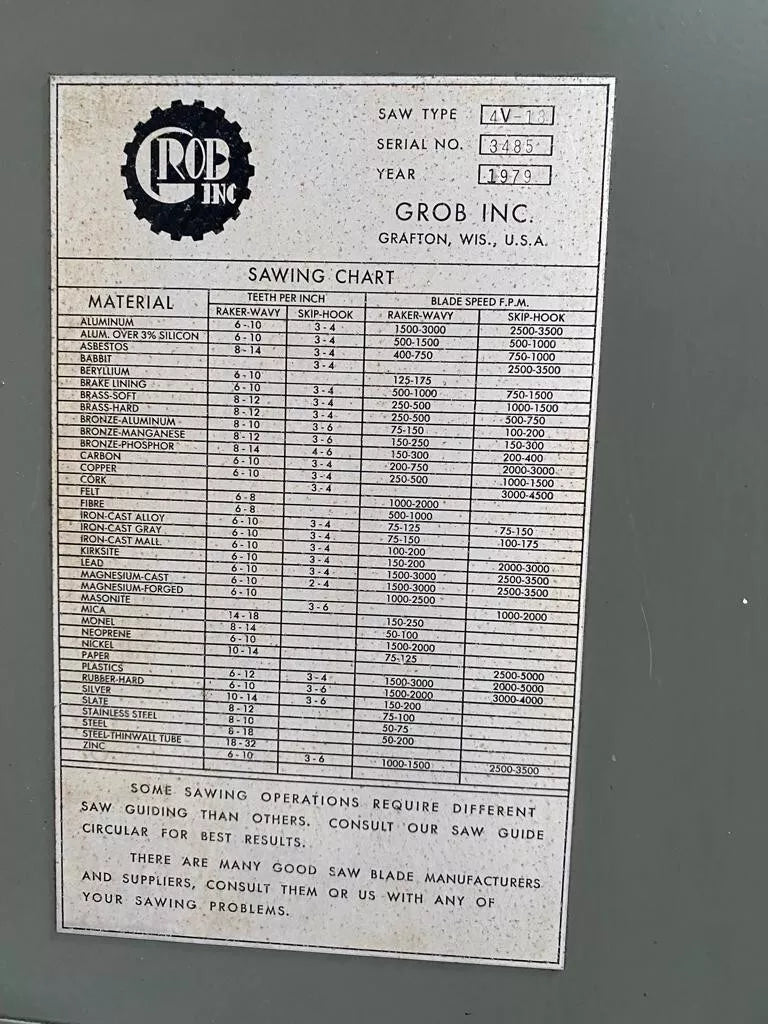 GROB INC
SAW TYPE 4V-18
SERIAL NO. 3485
YEAR 1979
GROB INC.
GRAFTON, WIS., U.S.A.
SAWING CHART
MATERIAL TEETH PER INCH BLADE SPEED F.P.M.
RAKER-WAVY SKIP-HOOK RAKER-WAVY SKIP-HOOK
ALUMINUM 6-10 3-4 1500-3000 2500-3500
ALUM. OVER 3% SILICON 6-10 3-4 500-1500 500-1000
ASBESTOS 8-14 3-4 400-750 750-1000
BABBIT 3-4 2500-3500
BERYLLIUM 6-10 125-175
BRAKE LINING 6-10 3-4 500-1000 750-1500
BRASS-SOFT 8-12 3-4 250-500 1000-1500
BRASS-HARD 8-12 3-4 250-500 500-750
BRONZE-ALUMINUM 8-10 3-6 75-150 100-200
BRONZE-MANGANESE 8-12 3-6 150-250 150-300
BRONZE-PHOSPHOR 8-14 4-6 150-300 200-400
CARBON 6-10 3-4 200-750 2000-3000
COPPER 6-10 3-4 250-500 1000-1500
CORK 3-4 3000-4500
FELT 6-8 1000-2000
FIBRE 6-8 500-1000
IRON-CAST ALLOY 6-10 3-4 75-125 75-150
IRON-CAST GRAY 6-10 3-4 75-150 100-175
IRON-CAST MALL. 6-10 3-4 100-200
KIRKSITE 6-10 3-4 150-200 2000-3000
LEAD 6-10 3-4 1500-3000 2500-3500
MAGNESIUM-CAST 6-10 2-4 1500-3000 2500-3500
MAGNESIUM-FORGED 6-10 1000-2500
MASONITE 3-6 1000-2000
MICA 14-18 150-250
MONEL 8-14 50-100
NEOPRENE 6-10 1500-2000
NICKEL 10-14 75-125
PAPER 2500-5000
PLASTICS 6-12 3-4 1500-3000 2000-5000
RUBBER-HARD 6-10 3-6 1500-2000 3000-4000
SILVER 10-14 3-6 150-200
SLATE 8-12 75-100
STAINLESS STEEL 8-10 50-75
STEEL 8-18 50-200
STEEL-THINWALL TUBE 18-32
ZINC 6-10 3-6 1000-1500 2500-3500
SOME SAWING OPERATIONS REQUIRE DIFFERENT
SAW GUIDING THAN OTHERS. CONSULT OUR SAW GUIDE
CIRCULAR FOR BEST RESULTS.
THERE ARE MANY GOOD SAW BLADE MANUFACTURERS
AND SUPPLIERS, CONSULT THEM OR US WITH ANY OF
YOUR SAWING PROBLEMS.